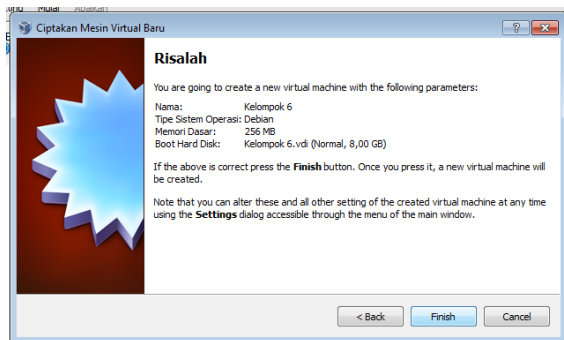 Mulai Abaikan
Ciptakan Mesin Virtual Baru
Risalah
You are going to create a new virtual machine with the following parameters:
Nama: Kelompok 6
Tipe Sistem Operasi: Debian
Memori Dasar: 256 MB
Boot Hard Disk: Kelompok 6.vdi (Normal, 8,00 GB)
If the above is correct press the Finish button. Once you press it, a new virtual machine will
be created.
Note that you can alter these and all other setting of the created virtual machine at any time
using the Settings dialog accessible through the menu of the main window.
< Back Finish Cancel